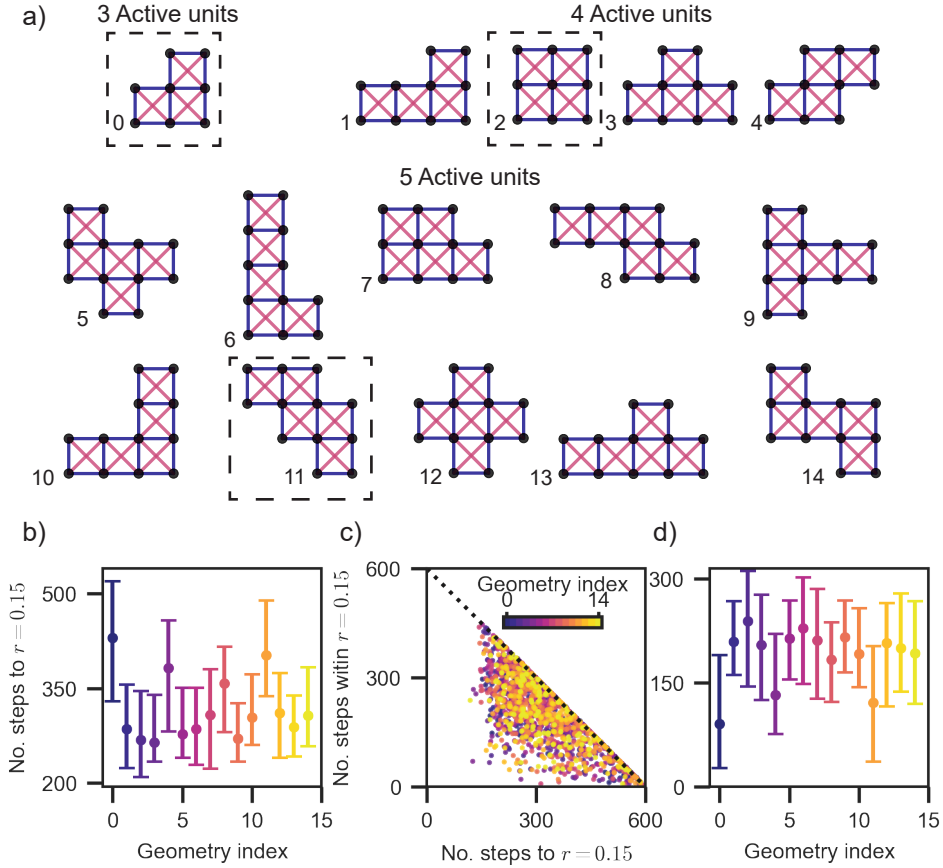 a)
3 Active units
4 Active units
0
1
2
3
4
5 Active units
5
6
7
8
9
10
11
12
13
14
b)
No. steps to r = 0.15
500
350
200
0
5
10
15
Geometry index
c)
No. steps witin r = 0.15
600
300
0
Geometry index
0
14
0
300
600
No. steps to r = 0.15
d)
300
150
0
0
5
10
15
Geometry index